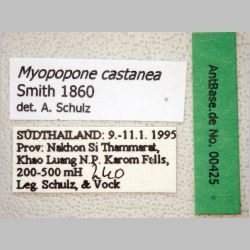 Myopopone castanea
Smith 1860
det. A. Schulz
SÜDTHAILAND: 9.-11.1. 1995
Prov: Nakhon Si Thammarat,
Khao Luang N.P. Karom Falls,
200-500 mH 240
Leg. Schulz, & Vock
AntBase.de No. 00425